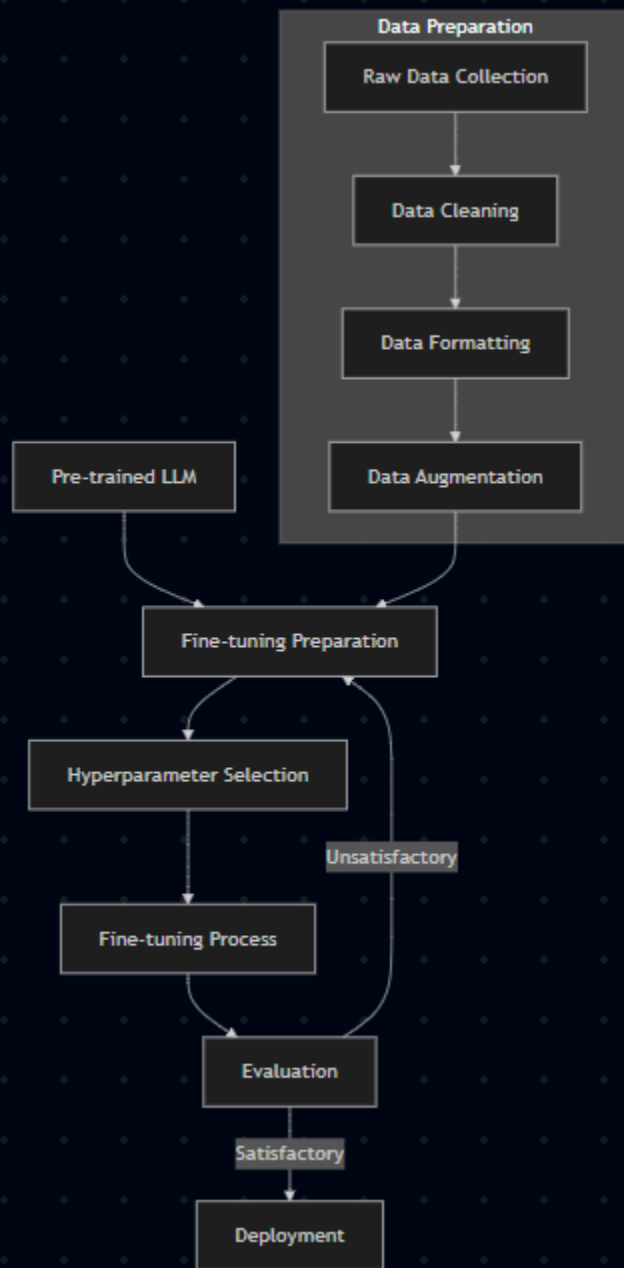 Data Preparation
Raw Data Collection
Data Cleaning
Data Formatting
Pre-trained LLM
Data Augmentation
Fine-tuning Preparation
Hyperparameter Selection
Unsatisfactory
Fine-tuning Process
Evaluation
Satisfactory
Deployment